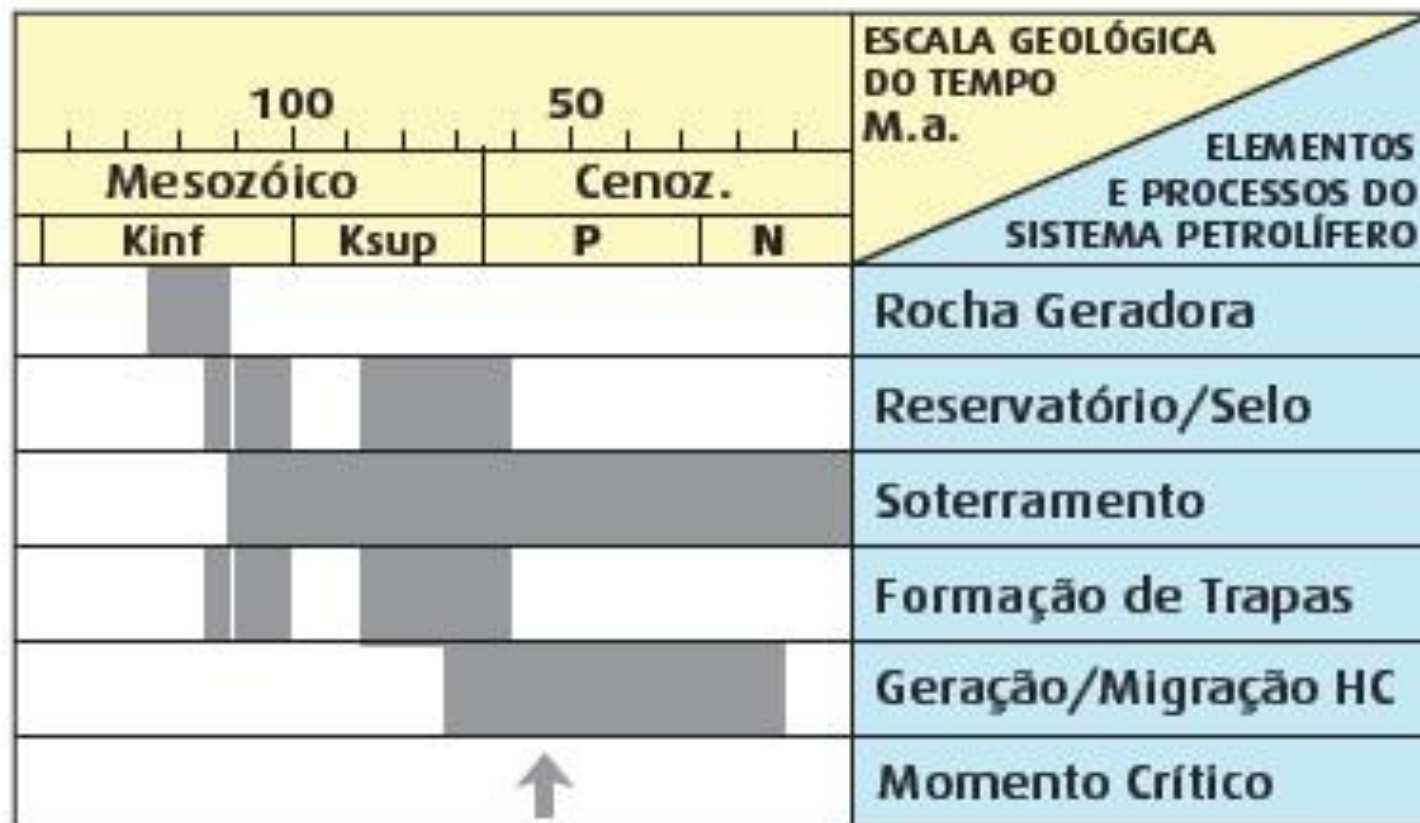 100 50
Mesozóico Cenoz.
Kinf Ksup P N
ESCALA GEOLÓGICA
DO TEMPO
M.a.
ELEMENTOS
E PROCESSOS DO
SISTEMA PETROLÍFERO
Rocha Geradora
Reservatório/Selo
Soterramento
Formação de Trapas
Geração/Migração HC
Momento Crítico